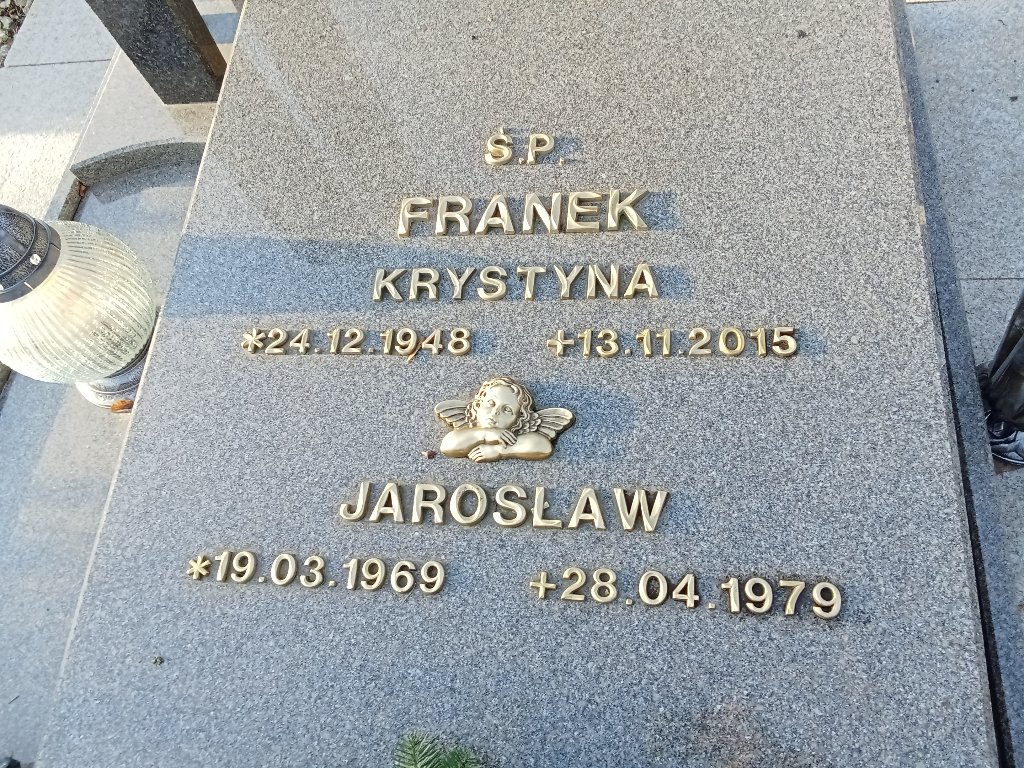 Ś.P.
FRANEK
KRYSTYNA
*24.12.1948 +13.11.2015
JAROSŁAW
*19.03.1969 +28.04.1979